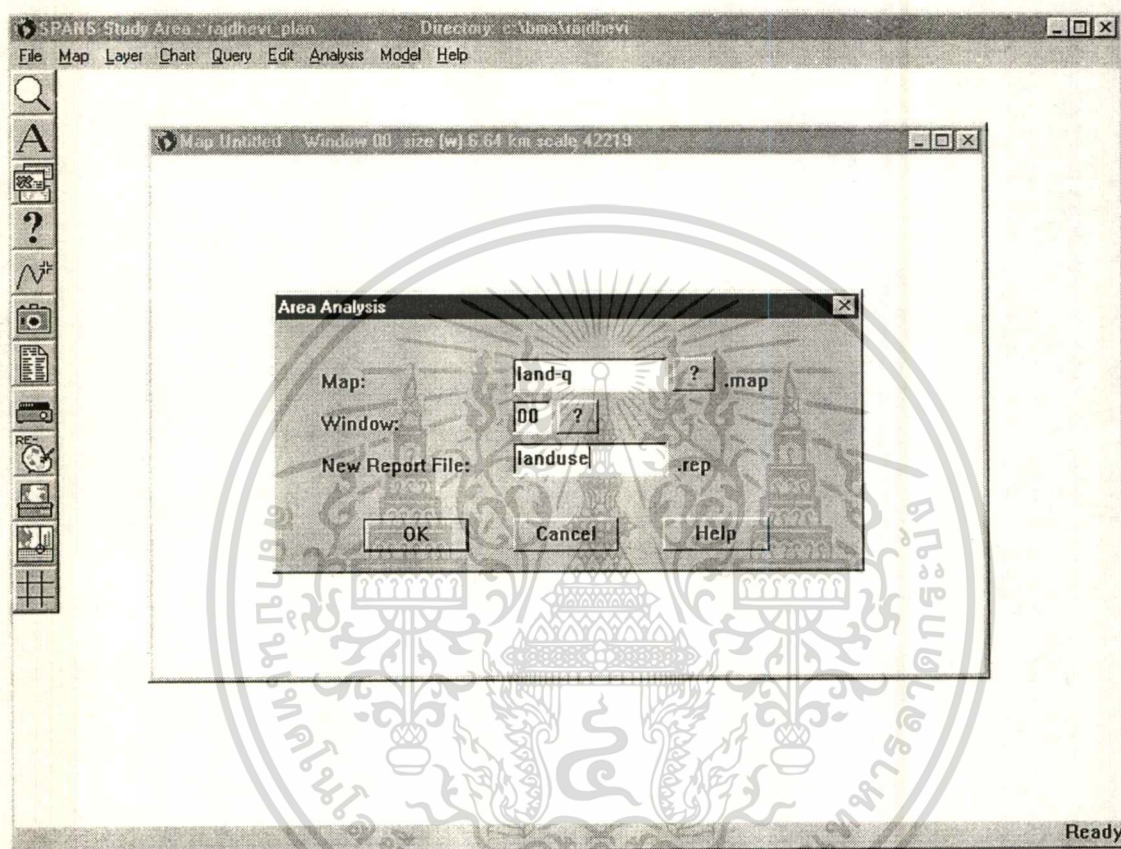 SPANS Study Area : rajdhevi_plan Directory: c:\bma\rajdhevi
File Map Layer Chart Query Edit Analysis Model Help
A
?
RE-
Map Untitled Window 00 size (w) 6.64 km scale 42219
Area Analysis
Map: land-q ? .map
Window: 00 ?
New Report File: landuse .rep
OK Cancel Help
Ready